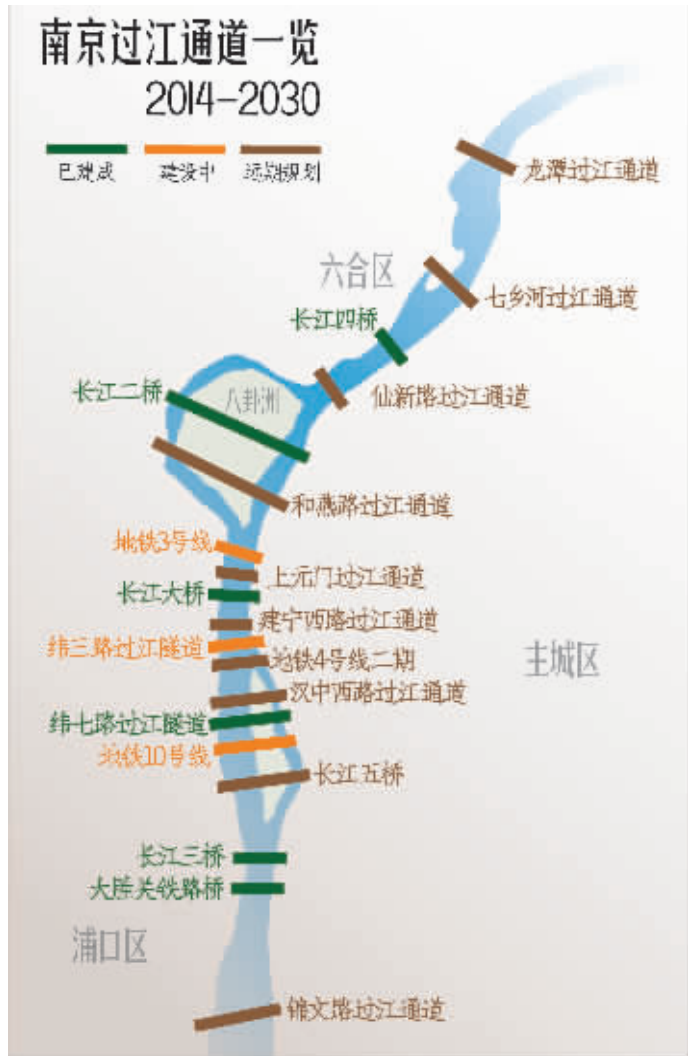 南京过江通道一览
2014-2030
已建成 建设中 远期规划
龙潭过江通道
六合区
七乡河过江通道
长江四桥
长江二桥
八卦洲
仙新路过江通道
和燕路过江通道
地铁3号线
上元门过江通道
长江大桥
建宁西路过江通道
纬三路过江隧道
地铁4号线二期
主城区
汉中西路过江通道
纬七路过江隧道
地铁10号线
长江五桥
长江三桥
大胜关铁路桥
浦口区
锦文路过江通道